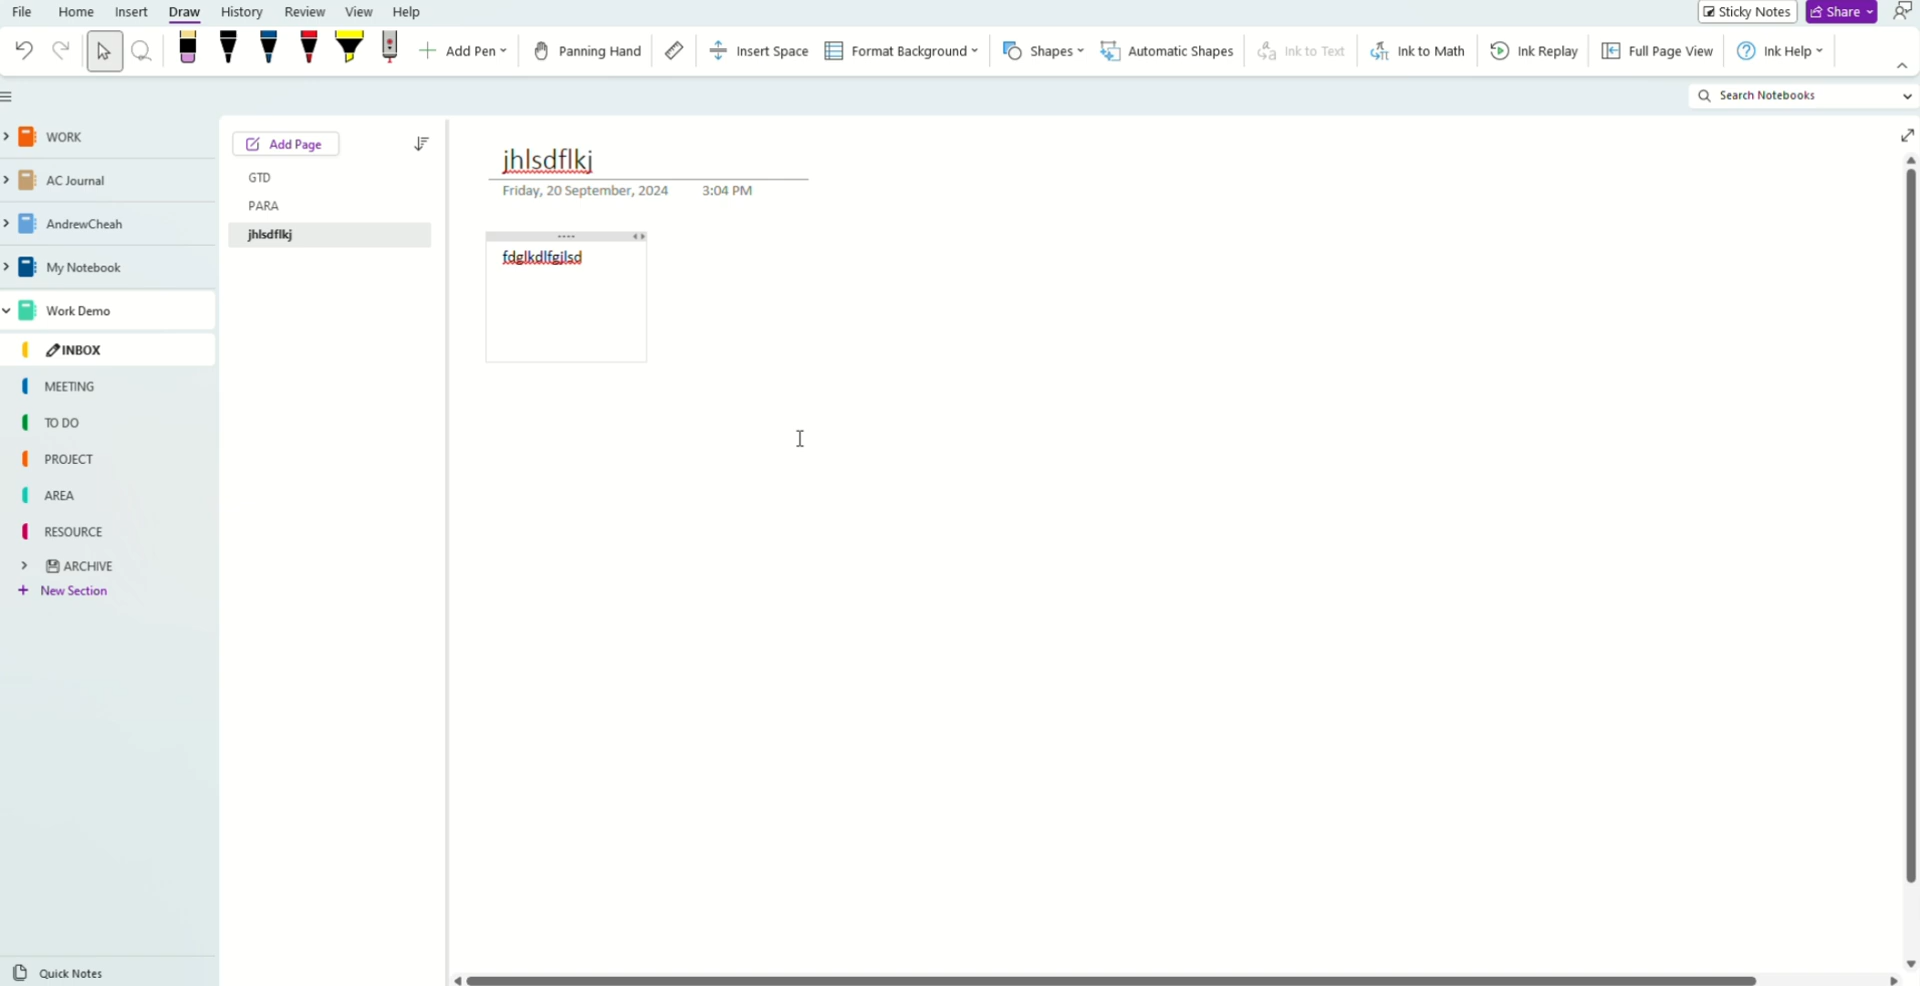 File Home Insert Draw History Review View Help Sticky Notes Share
Add Pen Panning Hand Insert Space Format Background Shapes Automatic Shapes Ink to Text Ink to Math Ink Replay Full Page View Ink Help
Search Notebooks
WORK
AC Journal
AndrewCheah
My Notebook
Work Demo
INBOX
MEETING
TO DO
PROJECT
AREA
RESOURCE
ARCHIVE
New Section
Quick Notes
Add Page
GTD
PARA
jhlsdflkj
jhlsdflkj
Friday, 20 September, 2024 3:04 PM
fdglkdlfgjlsd